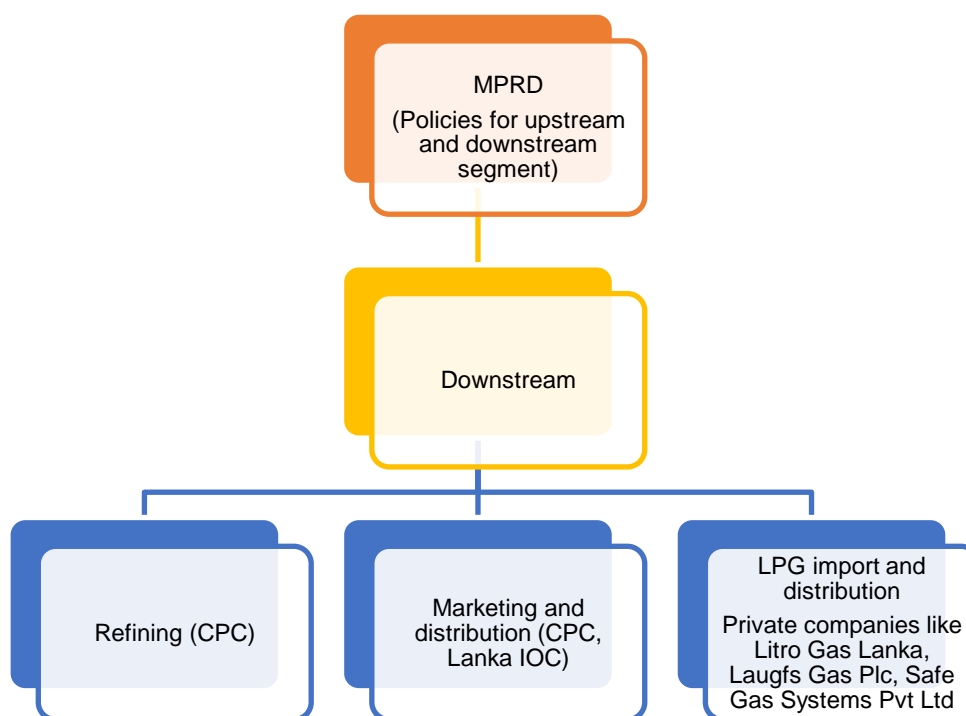 MPRD
(Policies for upstream
and downstream
segment)
Downstream
Refining (CPC)
Marketing and
distribution (CPC,
Lanka IOC)
LPG import and
distribution
Private companies like
Litro Gas Lanka,
Laugfs Gas Plc, Safe
Gas Systems Pvt Ltd